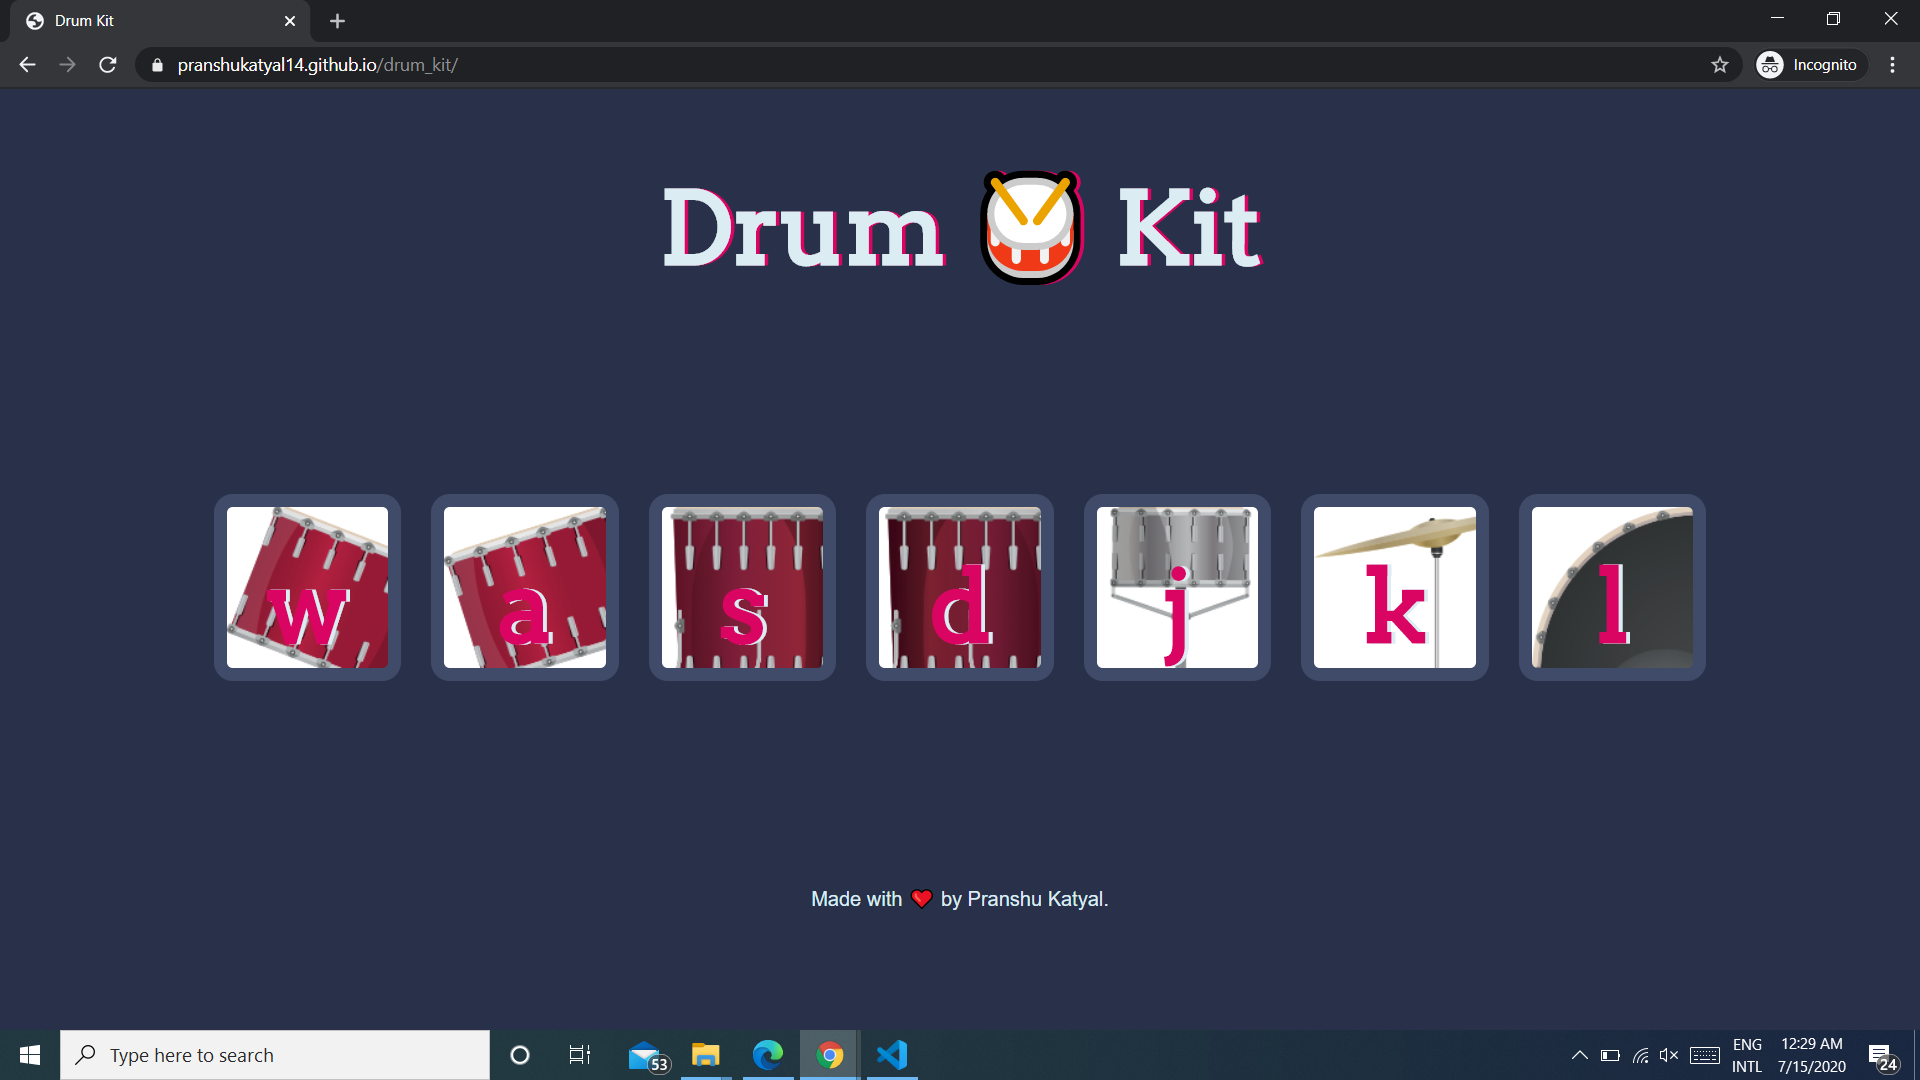 Drum Kit
pranshukatyal14.github.io/drum_kit/
Incognito
Drum 🥁 Kit
w a s d j k l
Made with ❤️ by Pranshu Katyal.
Type here to search
53
ENG
INTL
12:29 AM
7/15/2020
24